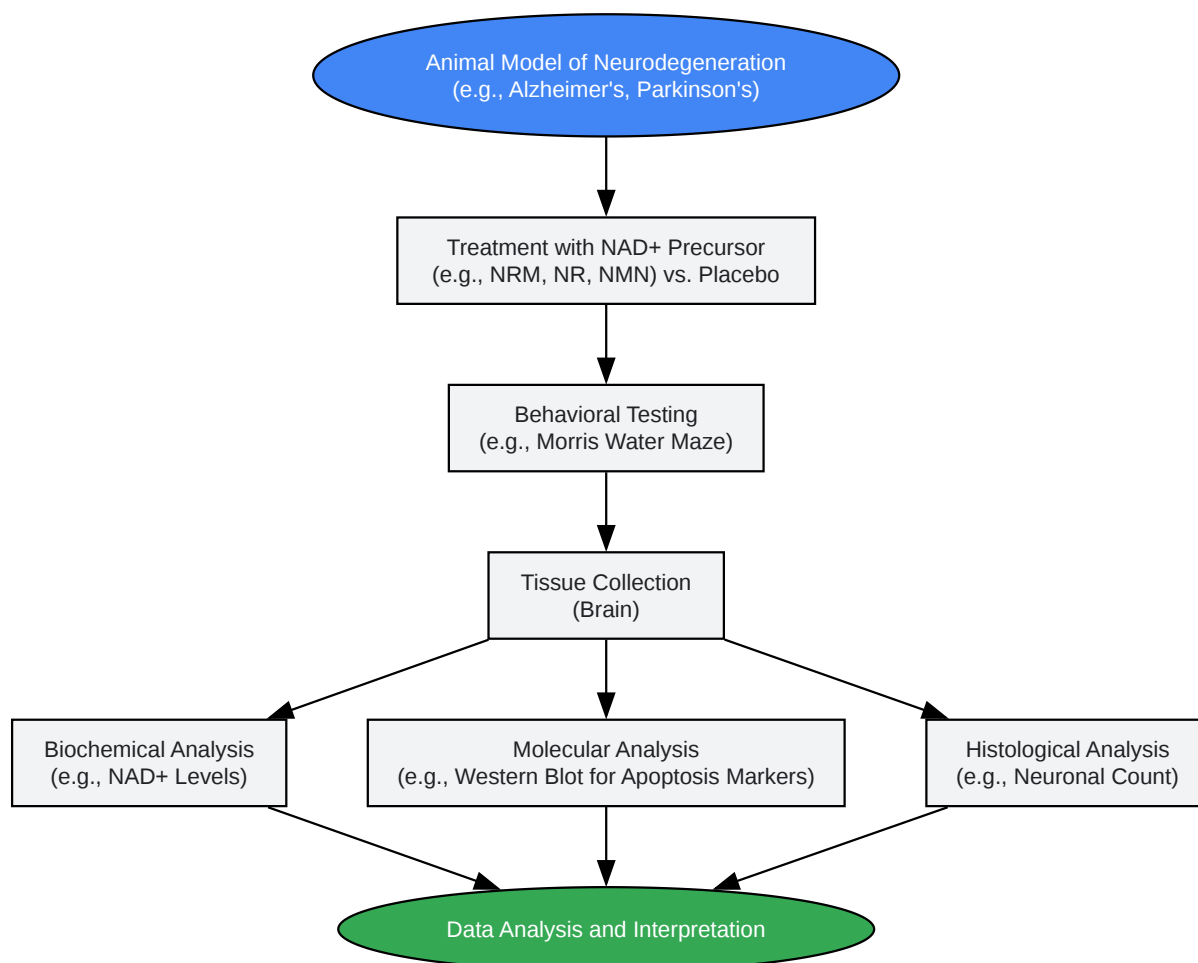 Animal Model of Neurodegeneration
(e.g., Alzheimer's, Parkinson's)
Treatment with NAD+ Precursor
(e.g., NRM, NR, NMN) vs. Placebo
Behavioral Testing
(e.g., Morris Water Maze)
Tissue Collection
(Brain)
Biochemical Analysis
(e.g., NAD+ Levels)
Molecular Analysis
(e.g., Western Blot for Apoptosis Markers)
Histological Analysis
(e.g., Neuronal Count)
Data Analysis and Interpretation